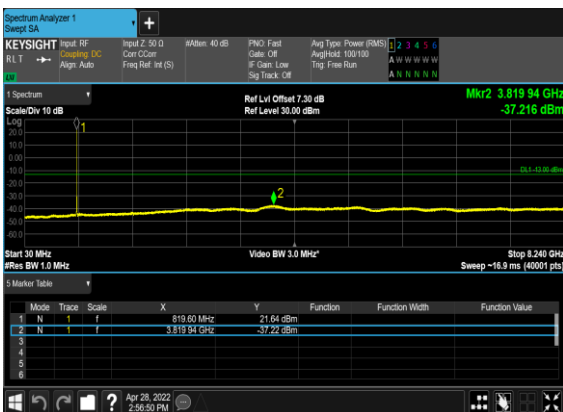 Spectrum Analyzer 1
Swept SA
+
KEYSIGHT Input: RF Input Z: 50 Ω #Atten: 40 dB PNO: Fast Avg Type: Power (RMS) 1 2 3 4 5 6
RLT Coupling: DC Corr CCorr Gate: Off Avg|Hold: 100/100 A W W W W W
Align: Auto Freq Ref: Int (S) IF Gain: Low Trig: Free Run
Sig Track: Off A N N N N N
LM
1 Spectrum Ref Lvl Offset 7.30 dB Mkr2 3.819 94 GHz
Scale/Div 10 dB Ref Level 30.00 dBm -37.216 dBm
Log
20.0
10.0
0.00
-10.0
-20.0
-30.0
-40.0
-50.0
-60.0
1
2
DL1 -13.00 dBm
Start 30 MHz Video BW 3.0 MHz* Stop 8.240 GHz
#Res BW 1.0 MHz Sweep ~16.9 ms (40001 pts)
5 Marker Table
Mode Trace Scale X Y Function Function Width Function Value
1 N 1 f 819.60 MHz 21.64 dBm
2 N 1 f 3.819 94 GHz -37.22 dBm
3
4
5
6
? Apr 28, 2022
2:56:50 PM